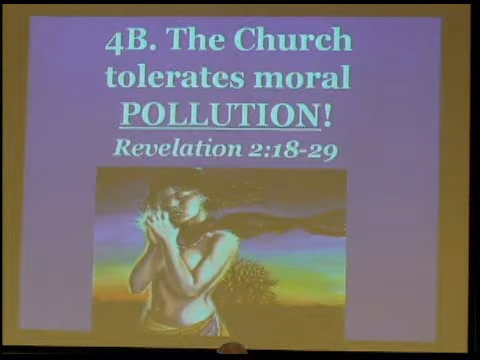 4B. The Church
tolerates moral
POLLUTION!
Revelation 2:18-29